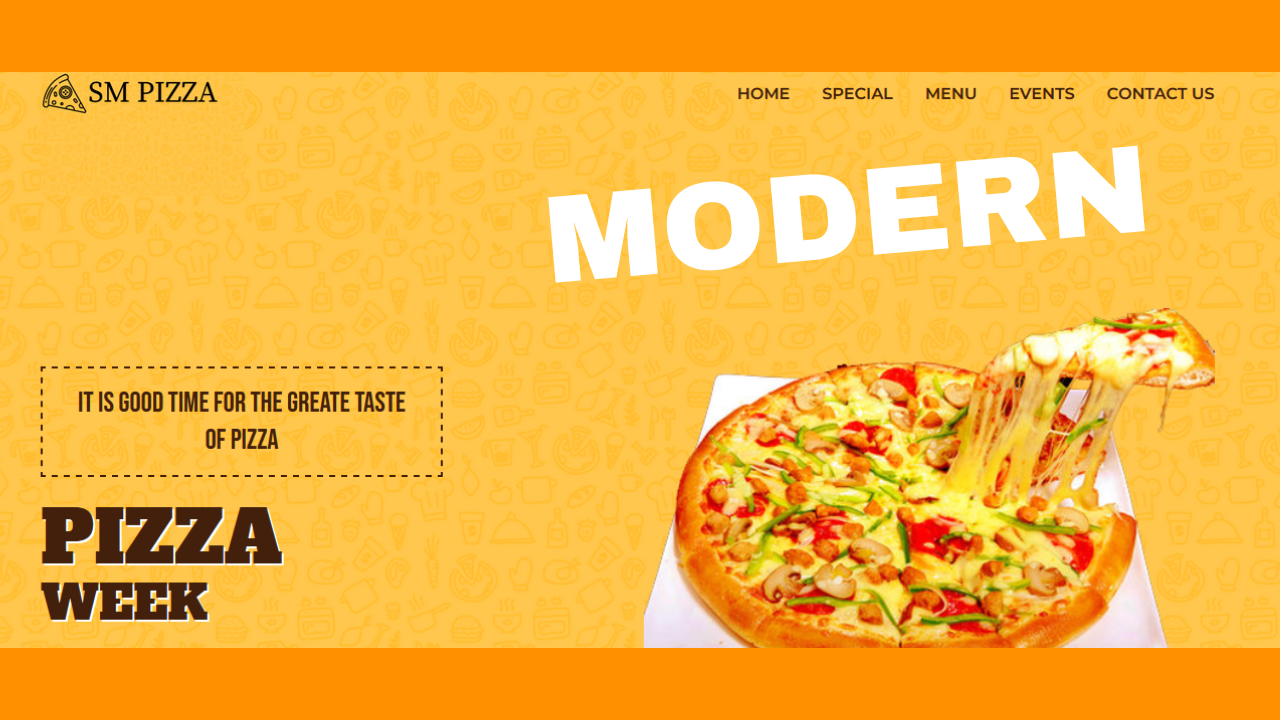 SM PIZZA
HOME SPECIAL MENU EVENTS CONTACT US
MODERN
IT IS GOOD TIME FOR THE GREATE TASTE
OF PIZZA
PIZZA
WEEK